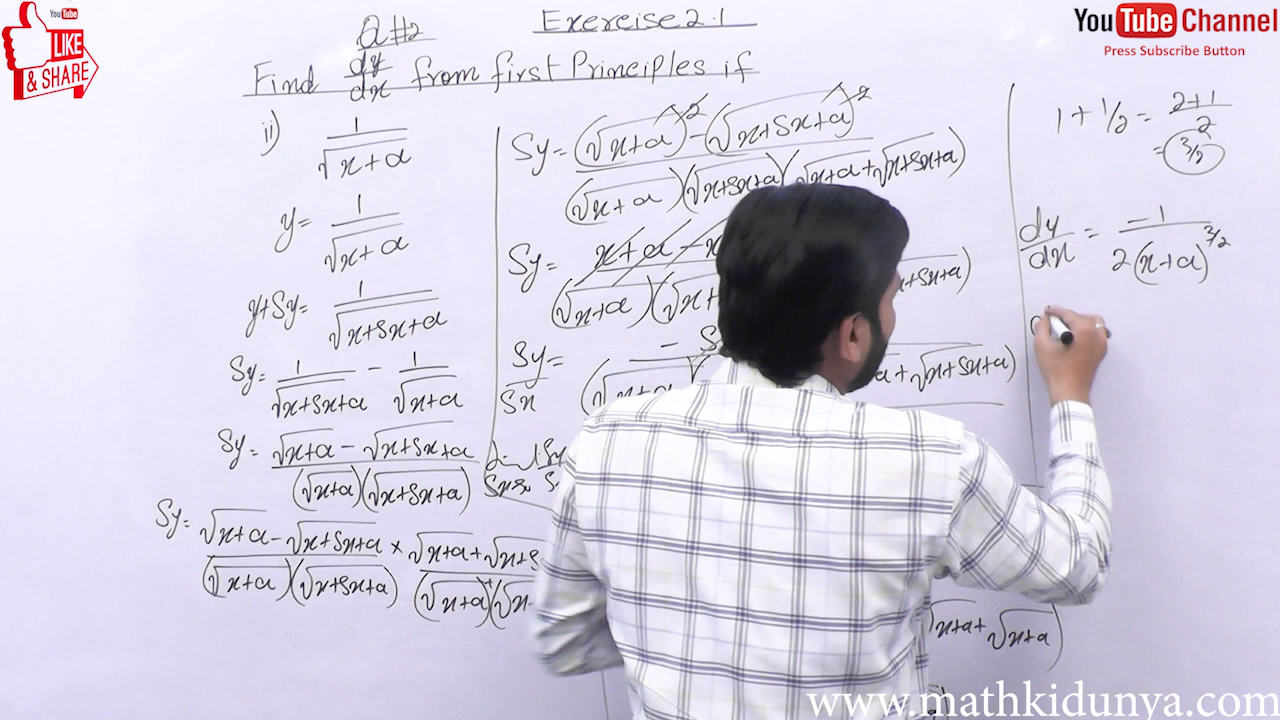 YouTube
LIKE
& SHARE
Q#2 Exercise 2.1
Find dy/dx from first Principles if
ii) 1/√(x+a)
y = 1/√(x+a)
y+δy = 1/√(x+δx+a)
δy = 1/√(x+δx+a) - 1/√(x+a)
δy = (√(x+a) - √(x+δx+a))/((√(x+a))(√(x+δx+a)))
δy = (√(x+a) - √(x+δx+a))/((√(x+a))(√(x+δx+a))) × √(x+a) + √(x+δ
δy = ((√(x+a))² - (√(x+δx+a))²)/((√(x+a))(√(x+δx+a))(√(x+a)+√(x+δx+a)))
δy = x+a - x
(√(x+a))(√x+ x+δx+a)
δy/δx = - δ
a + √(x+δx+a))
√(x+a) + √(x+a))
1 + 1/2 = (2+1)/2
= 3/2
dy/dx = -1/(2(x+a)^3/2)
YouTube Channel
Press Subscribe Button
www.mathkidunya.com